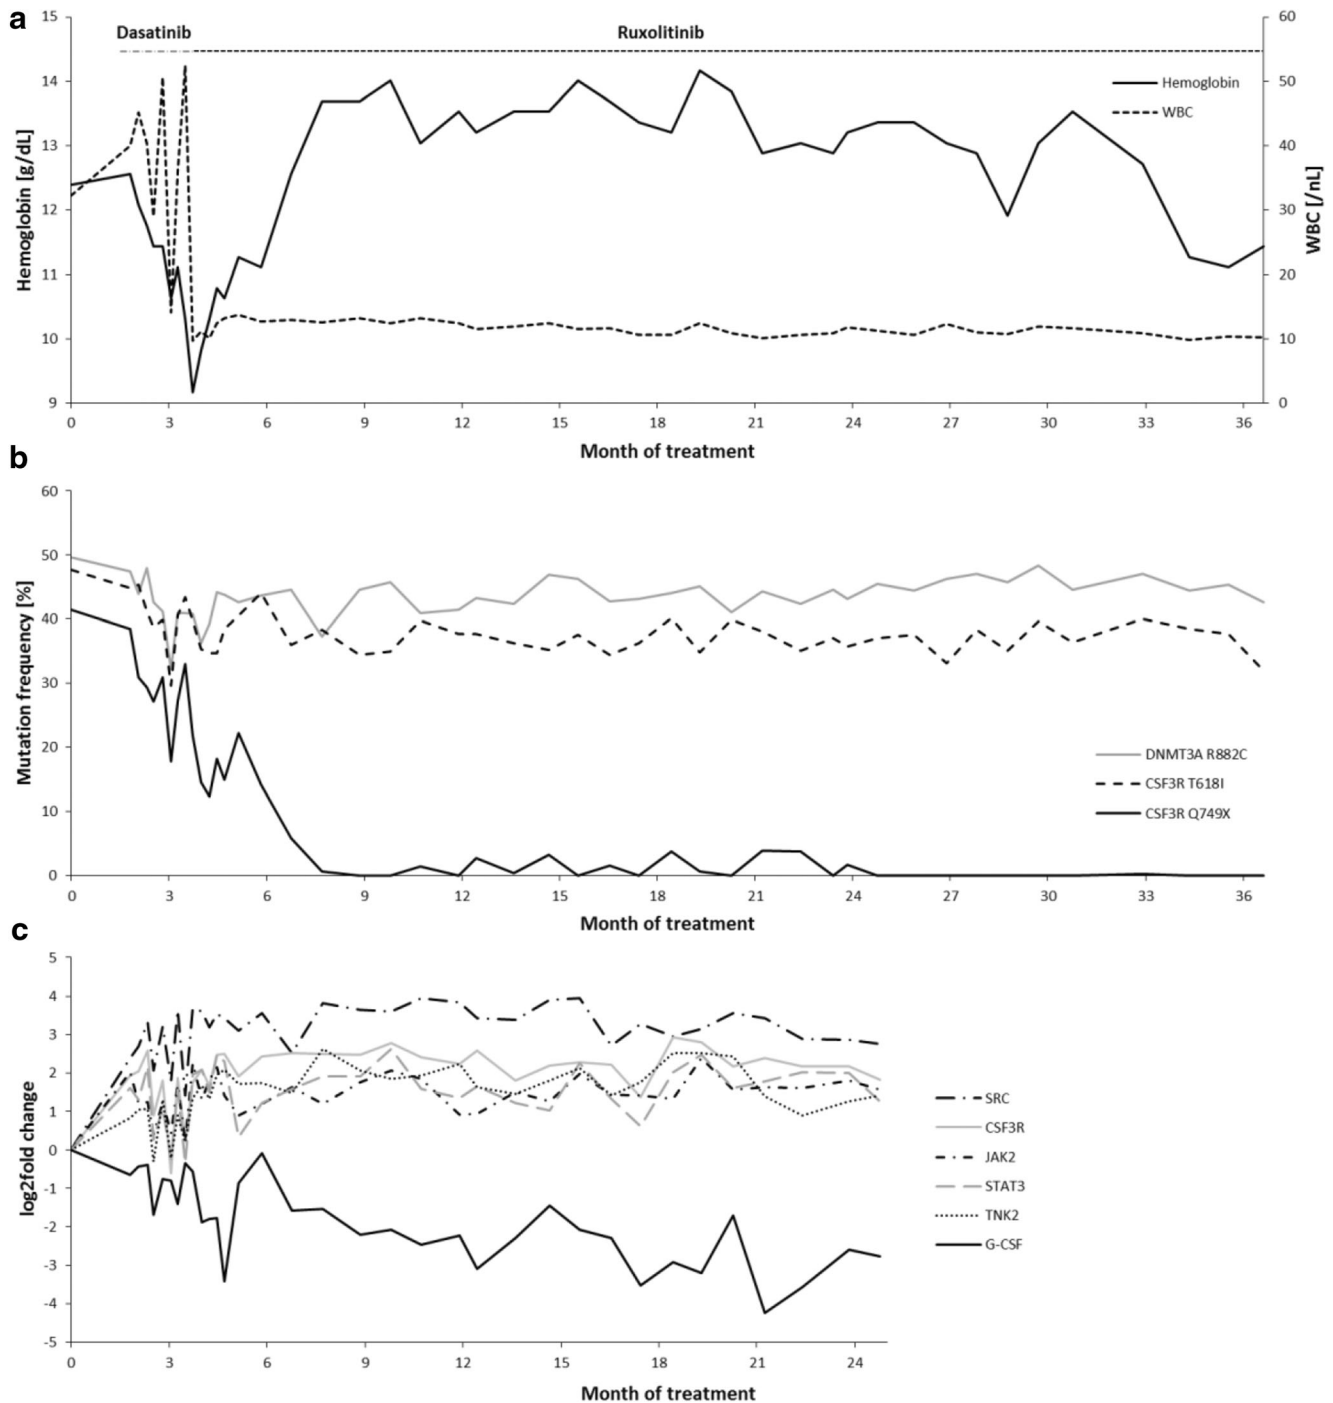 a
Dasatinib
Ruxolitinib
Hemoglobin
WBC
Hemoglobin [g/dL]
15
14
13
12
11
10
9
WBC [/nL]
60
50
40
30
20
10
0
0 3 6 9 12 15 18 21 24 27 30 33 36
Month of treatment
b
Mutation frequency [%]
60
50
40
30
20
10
0
DNMT3A R882C
CSF3R T618I
CSF3R Q749X
0 3 6 9 12 15 18 21 24 27 30 33 36
Month of treatment
c
log2fold change
5
4
3
2
1
0
-1
-2
-3
-4
-5
SRC
CSF3R
JAK2
STAT3
TNK2
G-CSF
0 3 6 9 12 15 18 21 24
Month of treatment